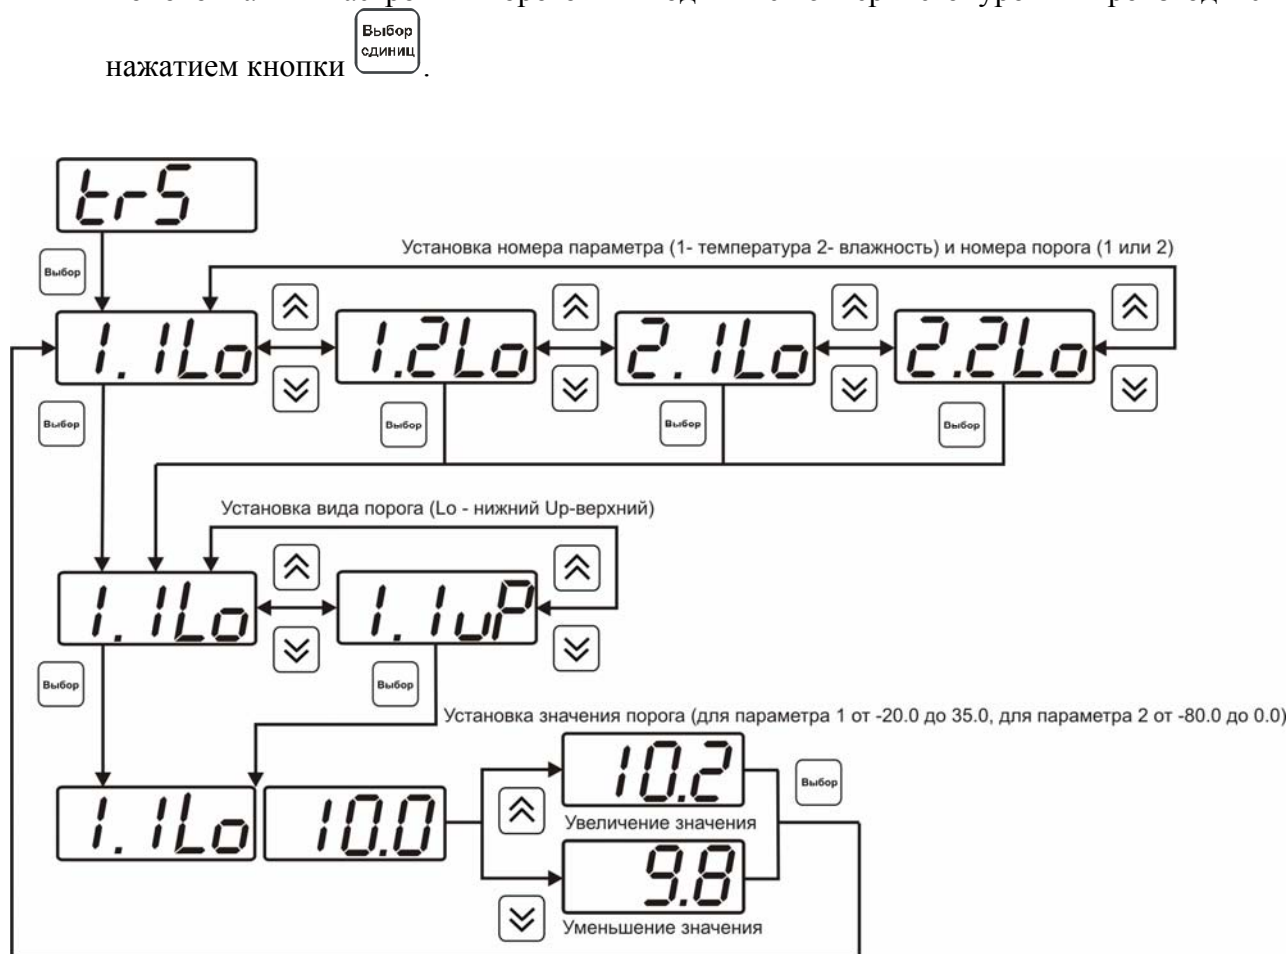 Выбор
единиц
нажатием кнопки .
trS
Установка номера параметра (1- температура 2- влажность) и номера порога (1 или 2)
Выбор
1.1Lo 1.2Lo 2.1Lo 2.2Lo
Выбор Выбор Выбор Выбор
Установка вида порога (Lo - нижний Up-верхний)
1.1Lo 1.1uP
Выбор Выбор
Установка значения порога (для параметра 1 от -20.0 до 35.0, для параметра 2 от -80.0 до 0.0)
1.1Lo 10.0 10.2 Выбор
Увеличение значения
9.8
Уменьшение значения